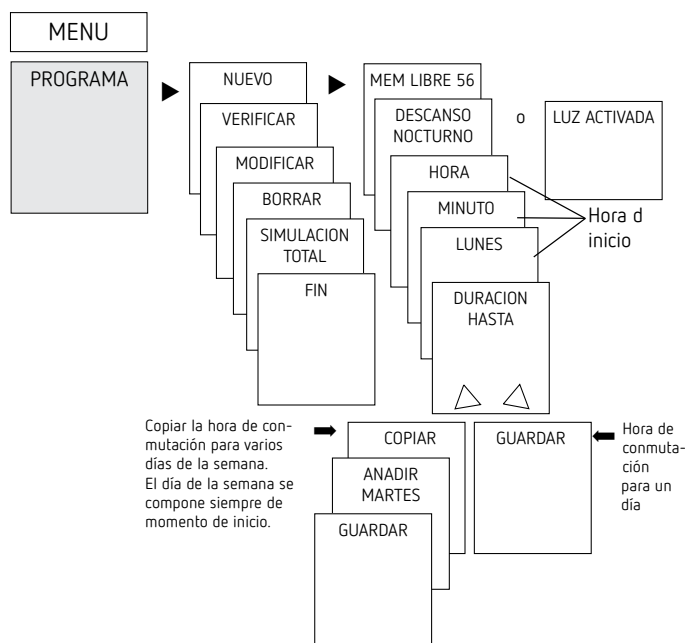 MENU
PROGRAMA
NUEVO
VERIFICAR
MODIFICAR
BORRAR
SIMULACION
TOTAL
FIN
MEM LIBRE 56
DESCANSO
NOCTURNO
o
LUZ ACTIVADA
HORA
MINUTO
LUNES
Hora d
inicio
DURACION
HASTA
Copiar la hora de con-
mutación para varios
días de la semana.
El día de la semana se
compone siempre de
momento de inicio.
COPIAR
ANADIR
MARTES
GUARDAR
GUARDAR
Hora de
conmuta-
ción
para un
día